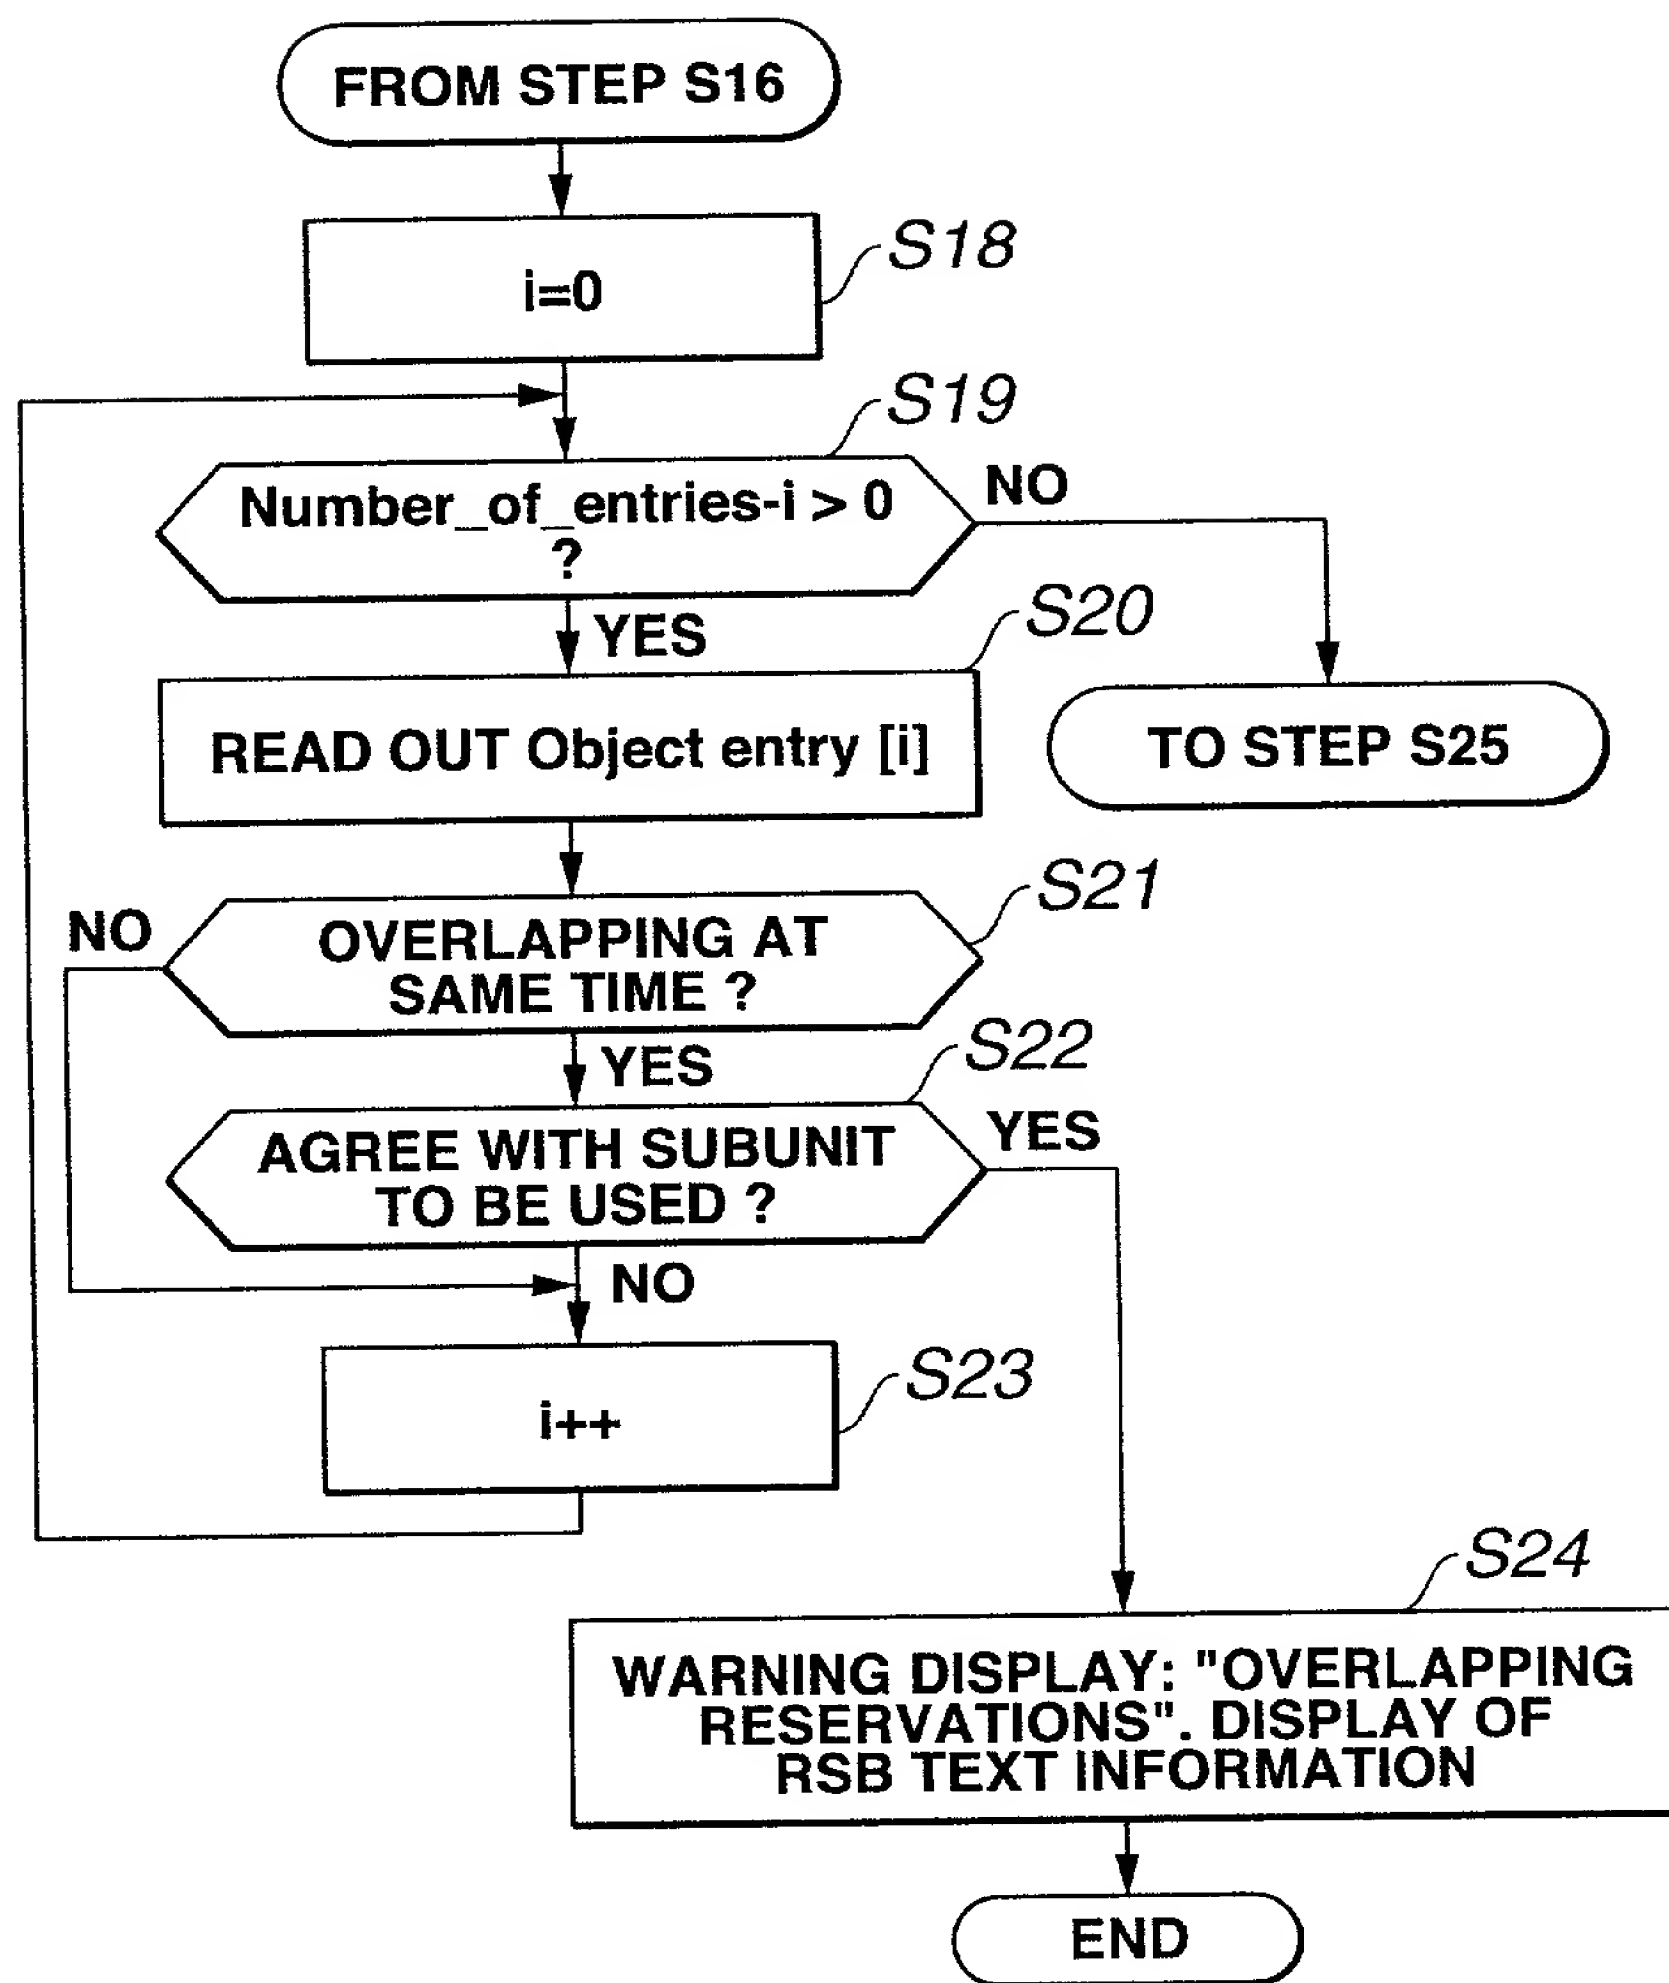 FROM STEP S16
S18
i=0
S19
Number_of_entries-i > 0
?
NO
YES
S20
READ OUT Object entry [i]
TO STEP S25
S21
NO
OVERLAPPING AT
SAME TIME ?
YES
S22
AGREE WITH SUBUNIT
TO BE USED ?
YES
NO
S23
i++
S24
WARNING DISPLAY: "OVERLAPPING
RESERVATIONS". DISPLAY OF
RSB TEXT INFORMATION
END